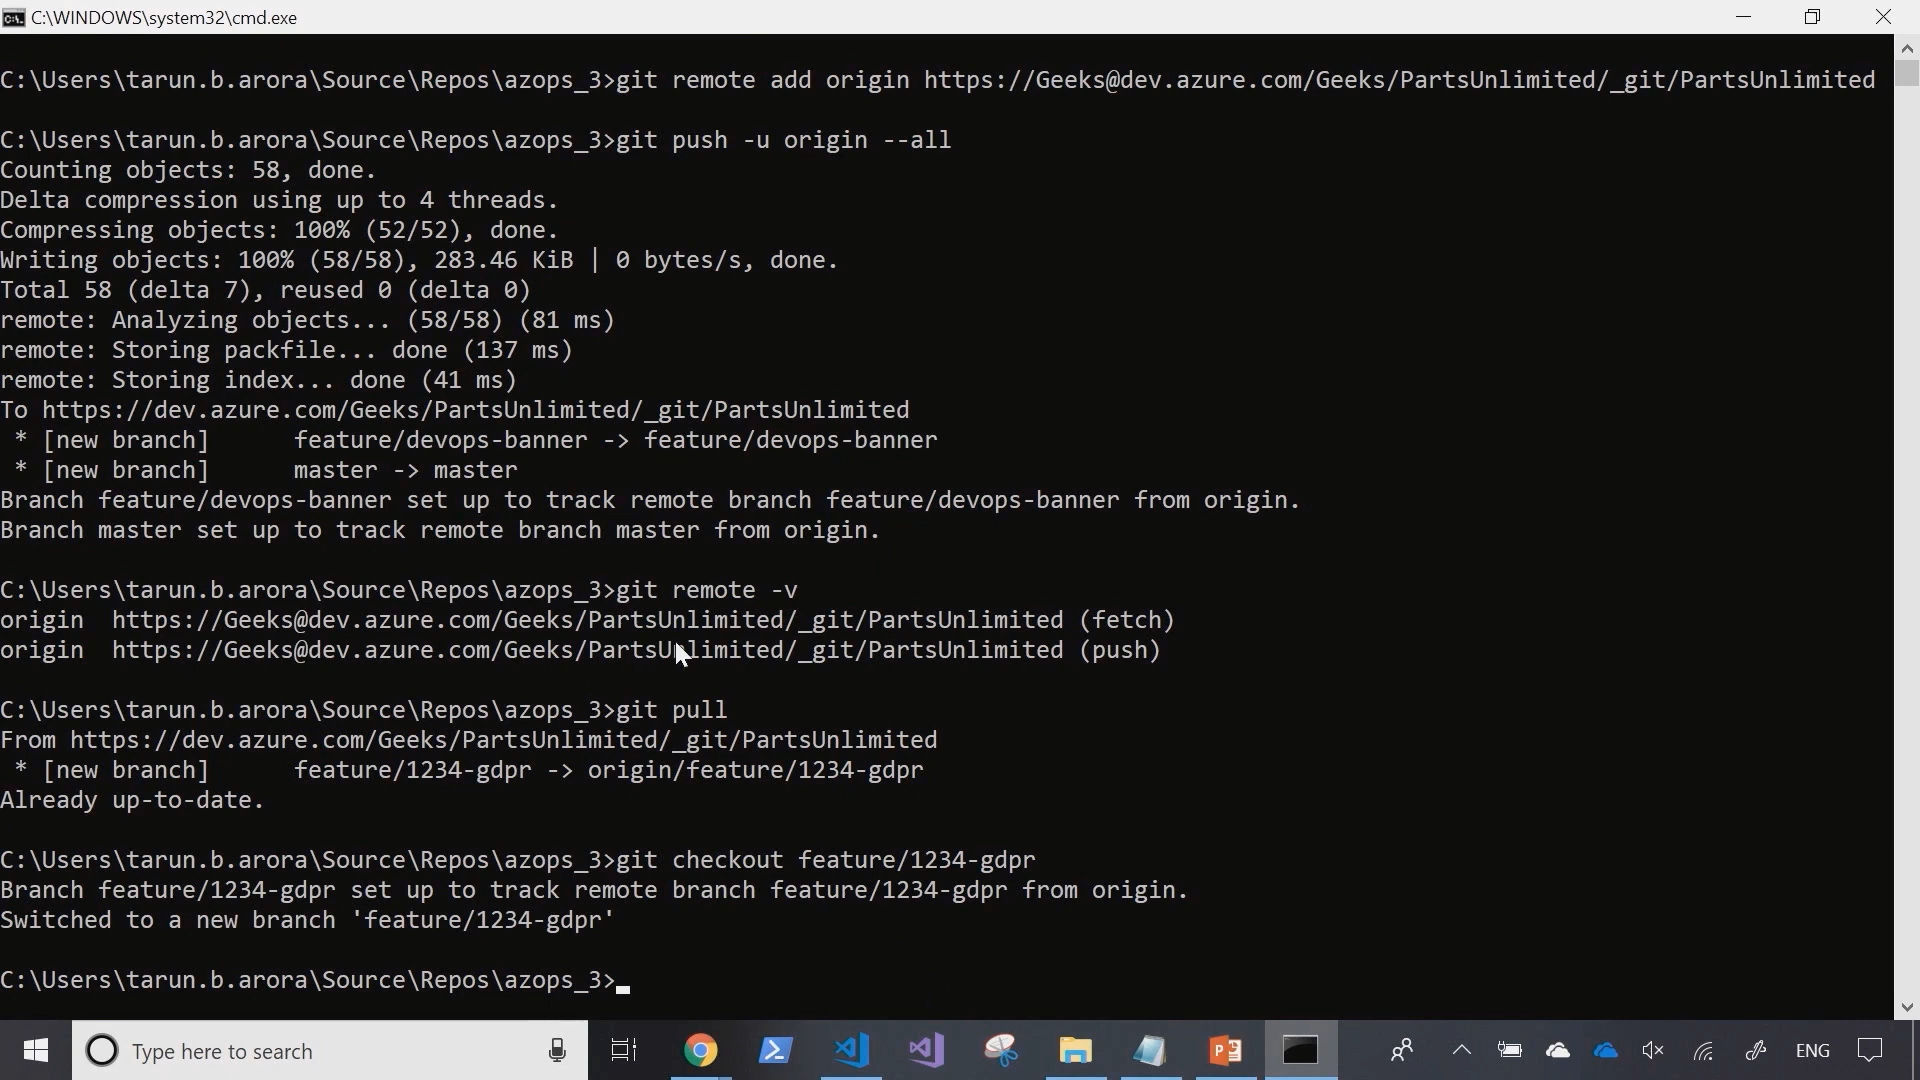 C:\WINDOWS\system32\cmd.exe
C:\Users\tarun.b.arora\Source\Repos\azops_3>git remote add origin https://Geeks@dev.azure.com/Geeks/PartsUnlimited/_git/PartsUnlimited
C:\Users\tarun.b.arora\Source\Repos\azops_3>git push -u origin --all
Counting objects: 58, done.
Delta compression using up to 4 threads.
Compressing objects: 100% (52/52), done.
Writing objects: 100% (58/58), 283.46 KiB | 0 bytes/s, done.
Total 58 (delta 7), reused 0 (delta 0)
remote: Analyzing objects... (58/58) (81 ms)
remote: Storing packfile... done (137 ms)
remote: Storing index... done (41 ms)
To https://dev.azure.com/Geeks/PartsUnlimited/_git/PartsUnlimited
 * [new branch]      feature/devops-banner -> feature/devops-banner
 * [new branch]      master -> master
Branch feature/devops-banner set up to track remote branch feature/devops-banner from origin.
Branch master set up to track remote branch master from origin.
C:\Users\tarun.b.arora\Source\Repos\azops_3>git remote -v
origin  https://Geeks@dev.azure.com/Geeks/PartsUnlimited/_git/PartsUnlimited (fetch)
origin  https://Geeks@dev.azure.com/Geeks/PartsUnlimited/_git/PartsUnlimited (push)
C:\Users\tarun.b.arora\Source\Repos\azops_3>git pull
From https://dev.azure.com/Geeks/PartsUnlimited/_git/PartsUnlimited
 * [new branch]      feature/1234-gdpr -> origin/feature/1234-gdpr
Already up-to-date.
C:\Users\tarun.b.arora\Source\Repos\azops_3>git checkout feature/1234-gdpr
Branch feature/1234-gdpr set up to track remote branch feature/1234-gdpr from origin.
Switched to a new branch 'feature/1234-gdpr'
C:\Users\tarun.b.arora\Source\Repos\azops_3>
Type here to search
ENG